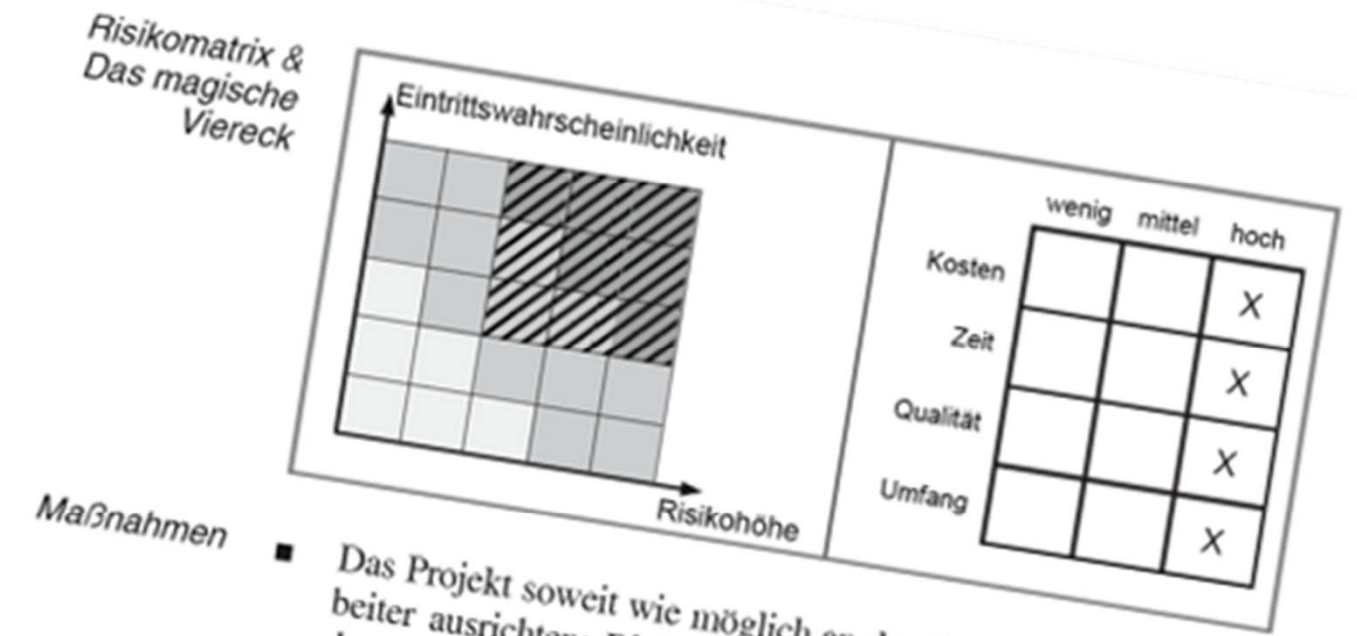 Risikomatrix &
Das magische
Viereck
Eintrittswahrscheinlichkeit
Risikohöhe
wenig mittel hoch
Kosten X
Zeit X
Qualität X
Umfang X
Maßnahmen
■ Das Projekt soweit wie möglich
beiter